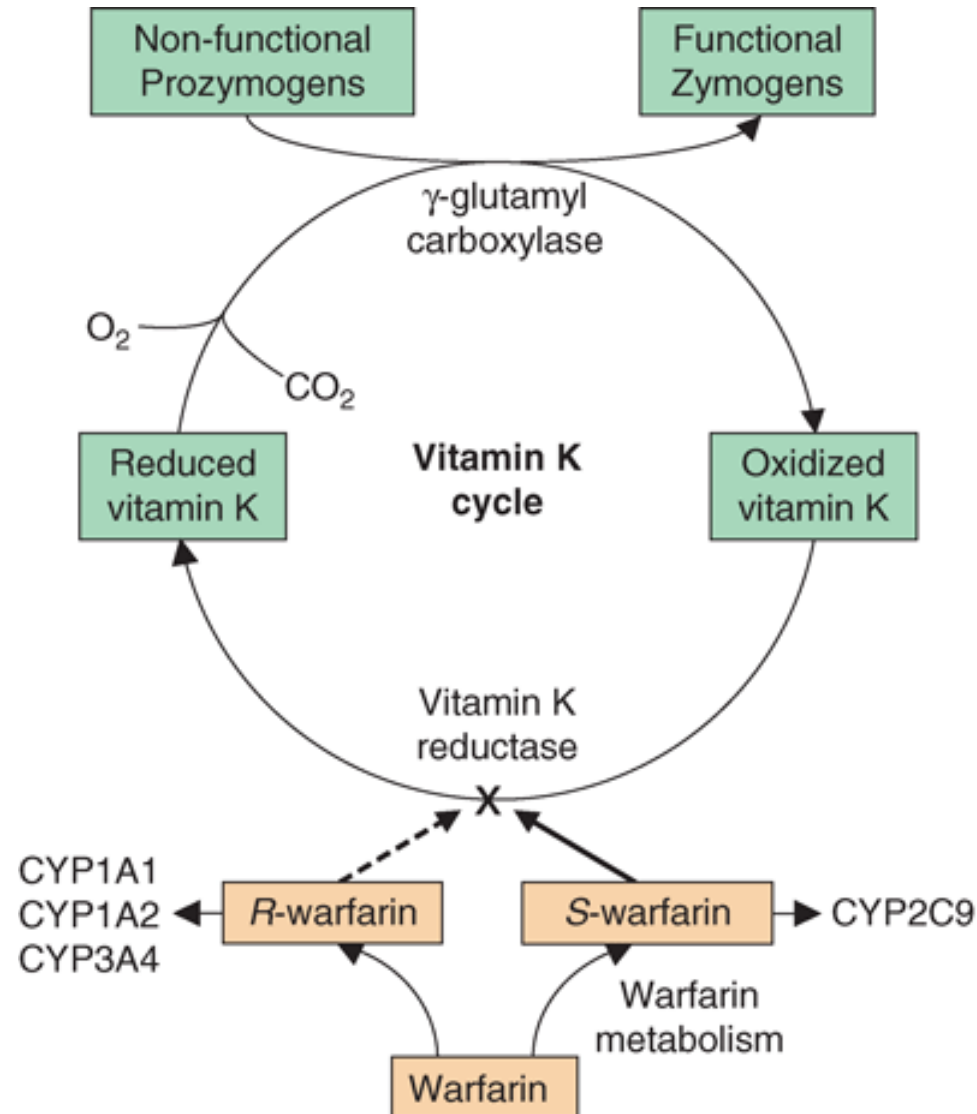 Non-functional
Prozymogens
Functional
Zymogens
γ-glutamyl
carboxylase
O₂
CO₂
Reduced
vitamin K
Vitamin K
cycle
Oxidized
vitamin K
Vitamin K
reductase
X
CYP1A1
CYP1A2
CYP3A4
R-warfarin
S-warfarin
CYP2C9
Warfarin
metabolism
Warfarin